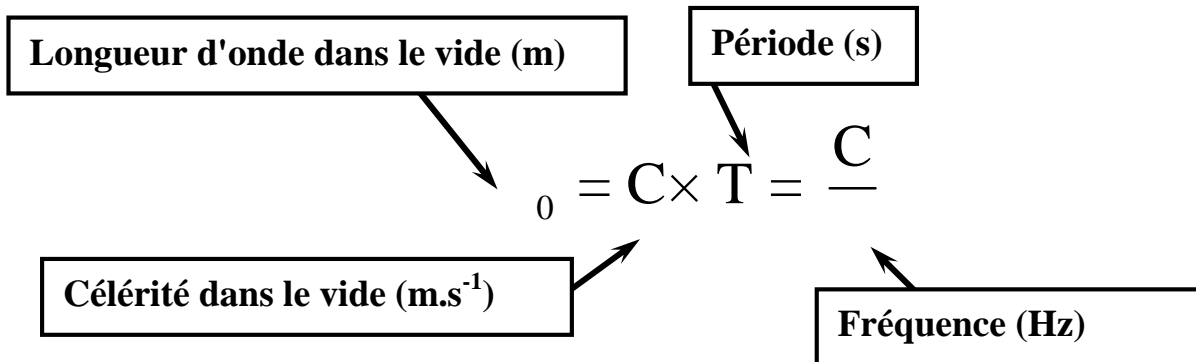 Longueur d'onde dans le vide (m)
Période (s)
₀ = C× T = C/
Célérité dans le vide (m.s⁻¹)
Fréquence (Hz)